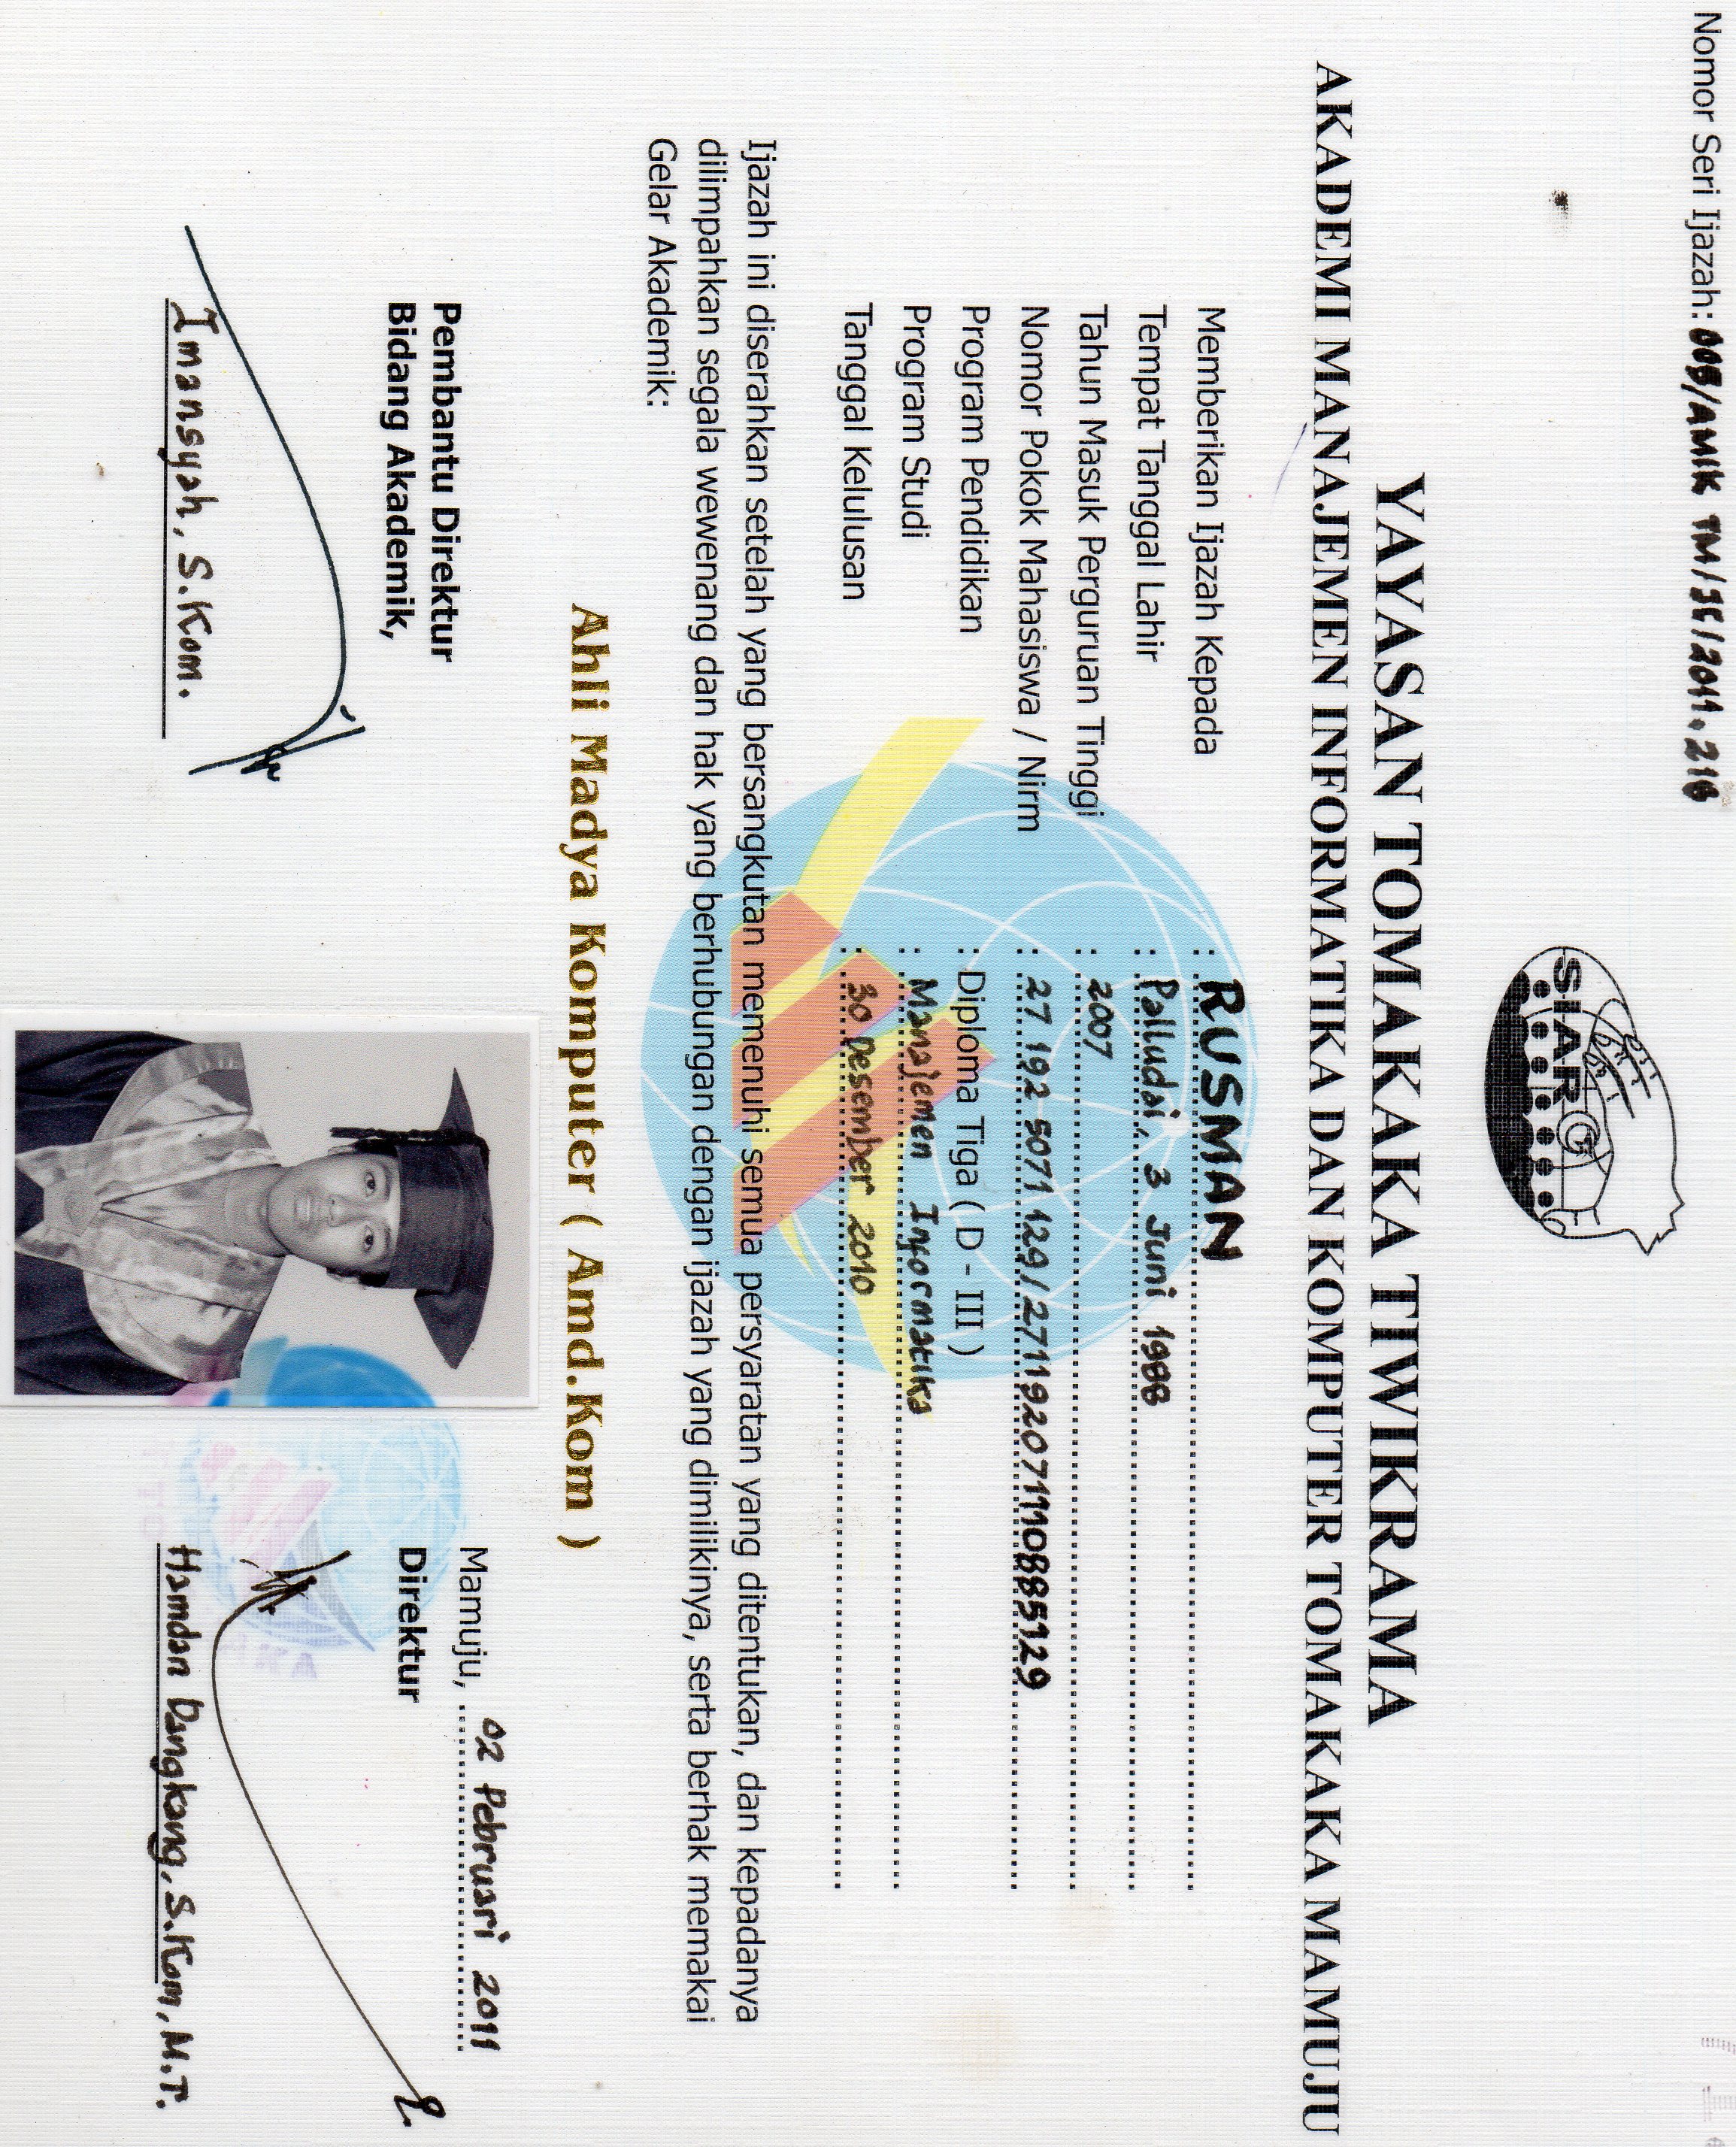 Nomor Seri Ijazah: 005/AMIK TM/SC/2011.210
SIAR
YAYASAN TOMAKAKA TIWIKRAMA
AKADEMI MANAJEMEN INFORMATIKA DAN KOMPUTER TOMAKAKA MAMUJU
Memberikan Ijazah Kepada : RUSMAN
Tempat Tanggal Lahir : Palludai, 3 Juni 1988
Tahun Masuk Perguruan Tinggi : 2007
Nomor Pokok Mahasiswa / Nirm : 27 192 5071 129/27119207110885129
Program Pendidikan : Diploma Tiga ( D - III )
Program Studi : Manajemen Informatika
Tanggal Kelulusan : 30 Desember 2010
Ijazah ini diserahkan setelah yang bersangkutan memenuhi semua persyaratan yang ditentukan, dan kepadanya
dilimpahkan segala wewenang dan hak yang berhubungan dengan ijazah yang dimilikinya, serta berhak memakai
Gelar Akademik:
Ahli Madya Komputer ( Amd.Kom )
Mamuju, 02 Pebruari 2011
Pembantu Direktur
Bidang Akademik,
Direktur
Imansyah, S.Kom.
Hamdan Dangkang, S.Kom, M.T.